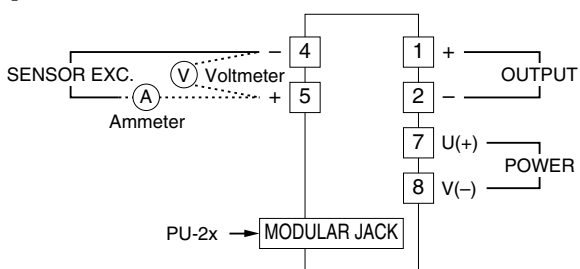 – 4 1 +
SENSOR EXC. V Voltmeter OUTPUT
A + 5 2 –
Ammeter
7 U(+)
POWER
8 V(–)
PU-2x MODULAR JACK